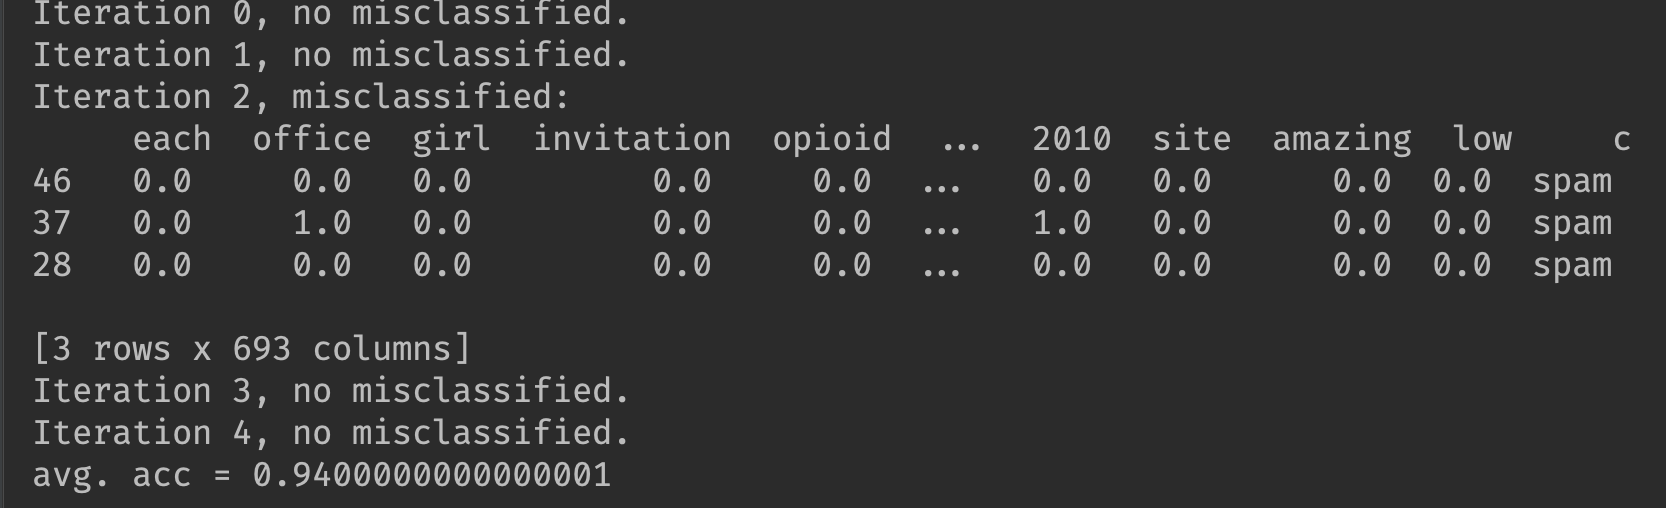 Iteration 0, no misclassified.
Iteration 1, no misclassified.
Iteration 2, misclassified:
each office girl invitation opioid ... 2010 site amazing low c
46 0.0 0.0 0.0 0.0 0.0 ... 0.0 0.0 0.0 0.0 spam
37 0.0 1.0 0.0 0.0 0.0 ... 1.0 0.0 0.0 0.0 spam
28 0.0 0.0 0.0 0.0 0.0 ... 0.0 0.0 0.0 0.0 spam
[3 rows x 693 columns]
Iteration 3, no misclassified.
Iteration 4, no misclassified.
avg. acc = 0.9400000000000001